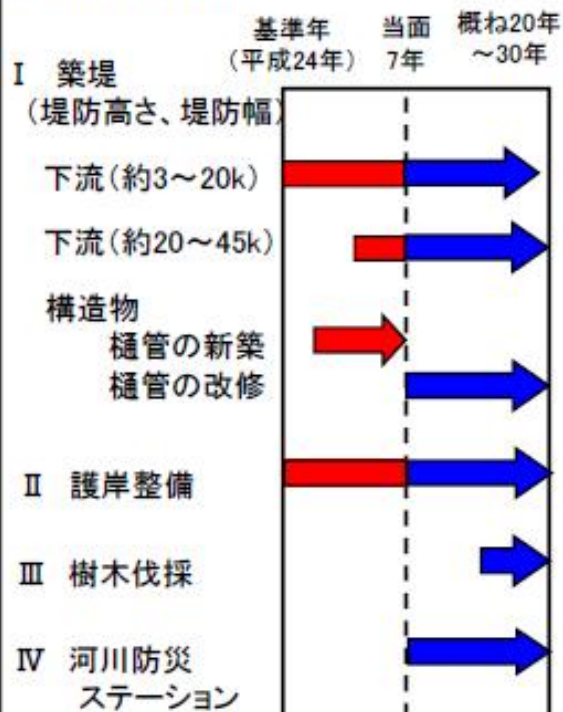 基準年
（平成24年）
当面
7年
概ね20年
～30年
Ⅰ 築堤
（堤防高さ、堤防幅）
下流（約3～20k）
下流（約20～45k）
構造物
樋管の新築
樋管の改修
Ⅱ 護岸整備
Ⅲ 樹木伐採
Ⅳ 河川防災
ステーション